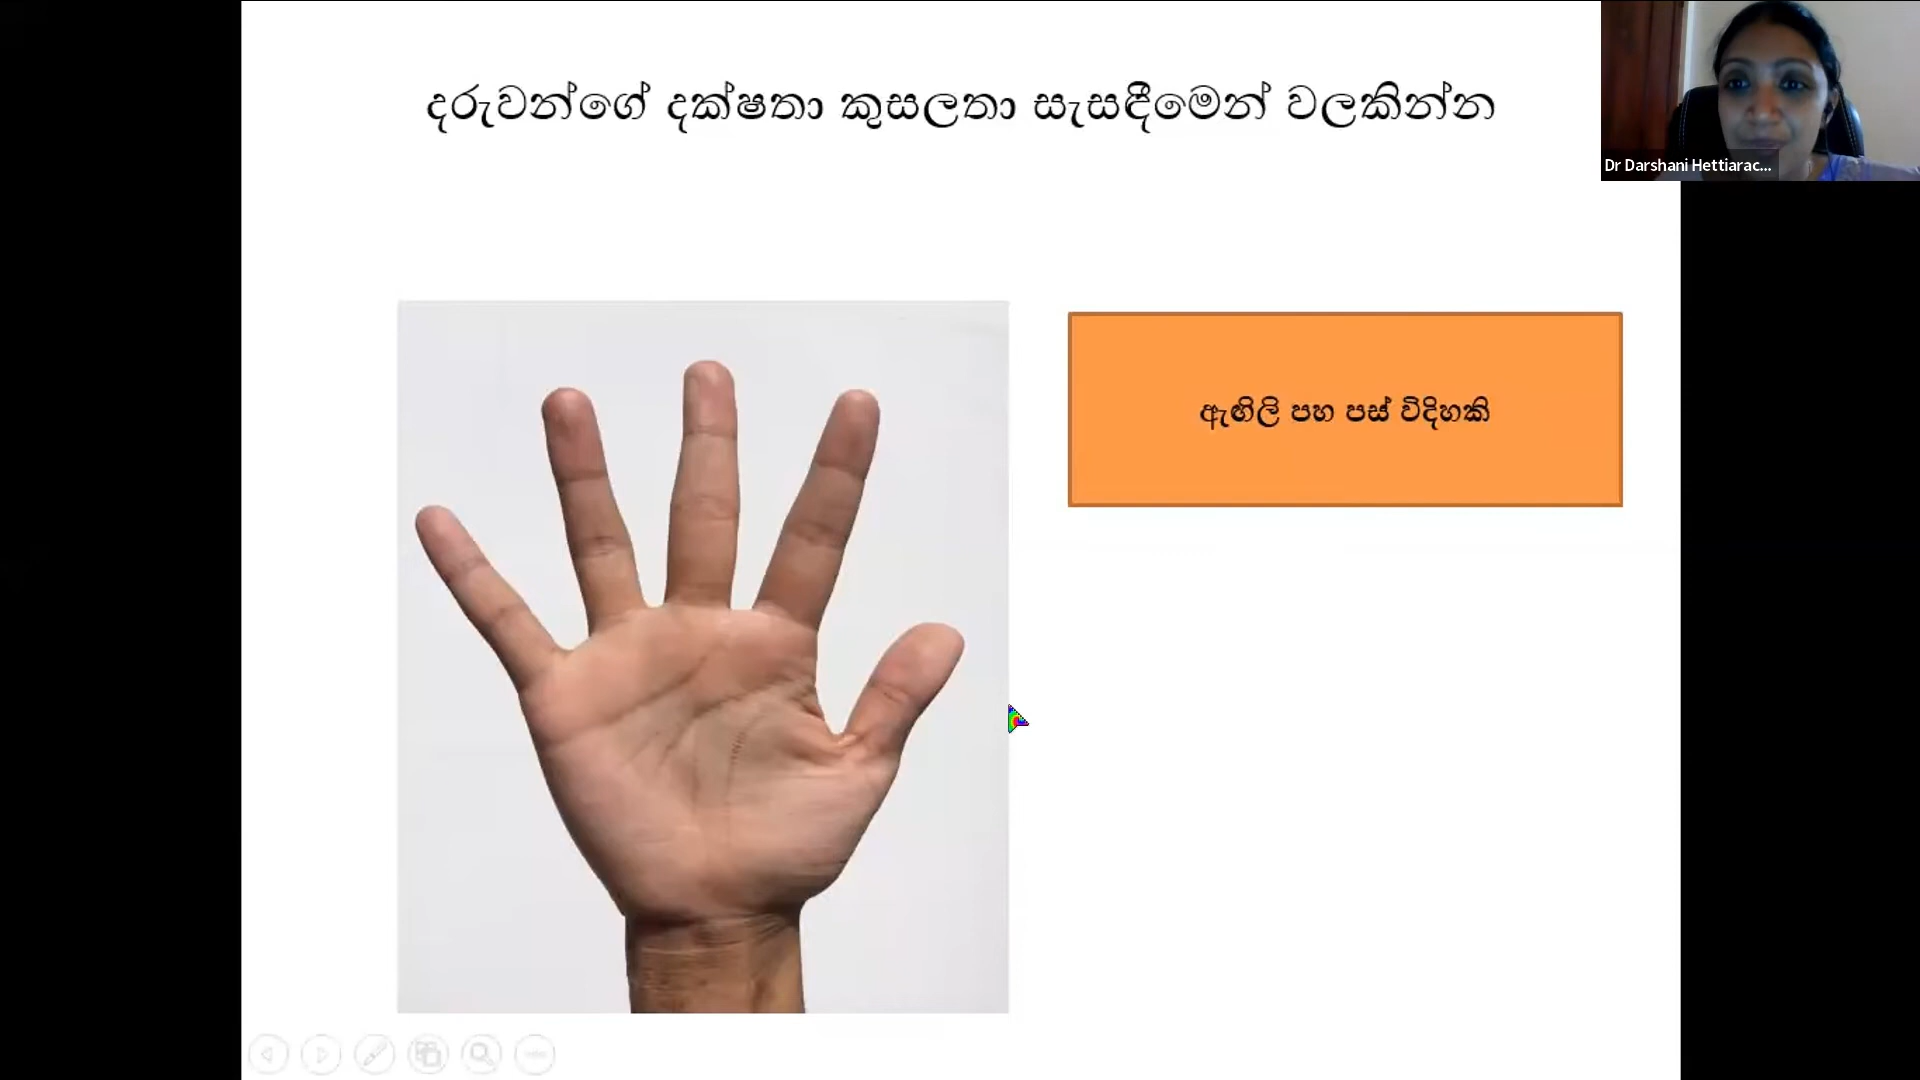 දරුවන්ගේ දක්ෂතා කුසලතා සැසඳීමෙන් වලකින්න
Dr Darshani Hettiarac...
ඇඟිලි පහ පස් විදිහකි